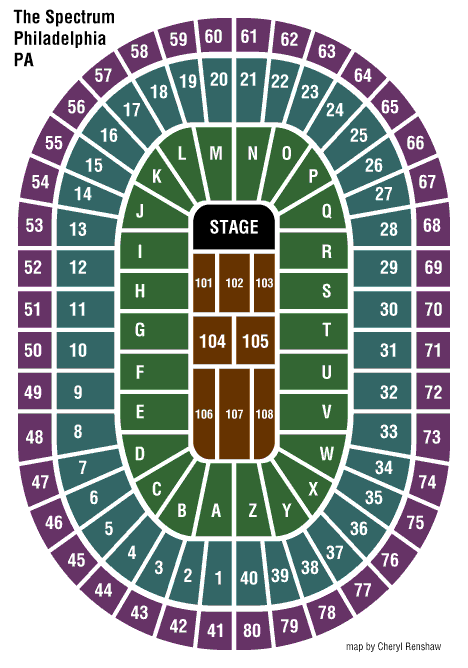 The Spectrum
Philadelphia
PA
58 59 60 61 62 63
57 64
56 65
55 66
54 67
53 68
52 69
51 70
50 71
49 72
48 73
47 74
46 75
45 76
44 77
43 78
42 41 80 79
18 19 20 21 22 23
17 24
16 25
15 26
14 27
13 28
12 29
11 30
10 31
9 32
8 33
7 34
6 35
5 36
4 37
3 38
2 1 40 39
L M N O
K P
J Q
I R
H S
G T
F U
E V
D W
C X
B A Z Y
STAGE
101 102 103
104 105
106 107 108
map by Cheryl Renshaw